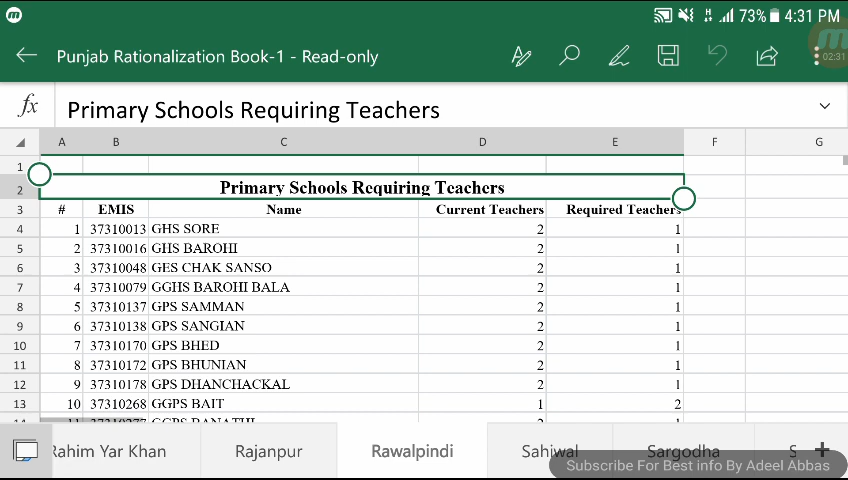 73% 4:31 PM
Punjab Rationalization Book-1 - Read-only
02:31
fx Primary Schools Requiring Teachers
A B C D E F G
1
2 Primary Schools Requiring Teachers
3 # EMIS Name Current Teachers Required Teachers
4 1 37310013 GHS SORE 2 1
5 2 37310016 GHS BAROHI 2 1
6 3 37310048 GES CHAK SANSO 2 1
7 4 37310079 GGHS BAROHI BALA 2 1
8 5 37310137 GPS SAMMAN 2 1
9 6 37310138 GPS SANGIAN 2 1
10 7 37310170 GPS BHED 2 1
11 8 37310172 GPS BHUNIAN 2 1
12 9 37310178 GPS DHANCHACKAL 2 1
13 10 37310268 GGPS BAIT 1 2
Rahim Yar Khan Rajanpur Rawalpindi Sahiwal Sargodha S +
Subscribe For Best info By Adeel Abbas